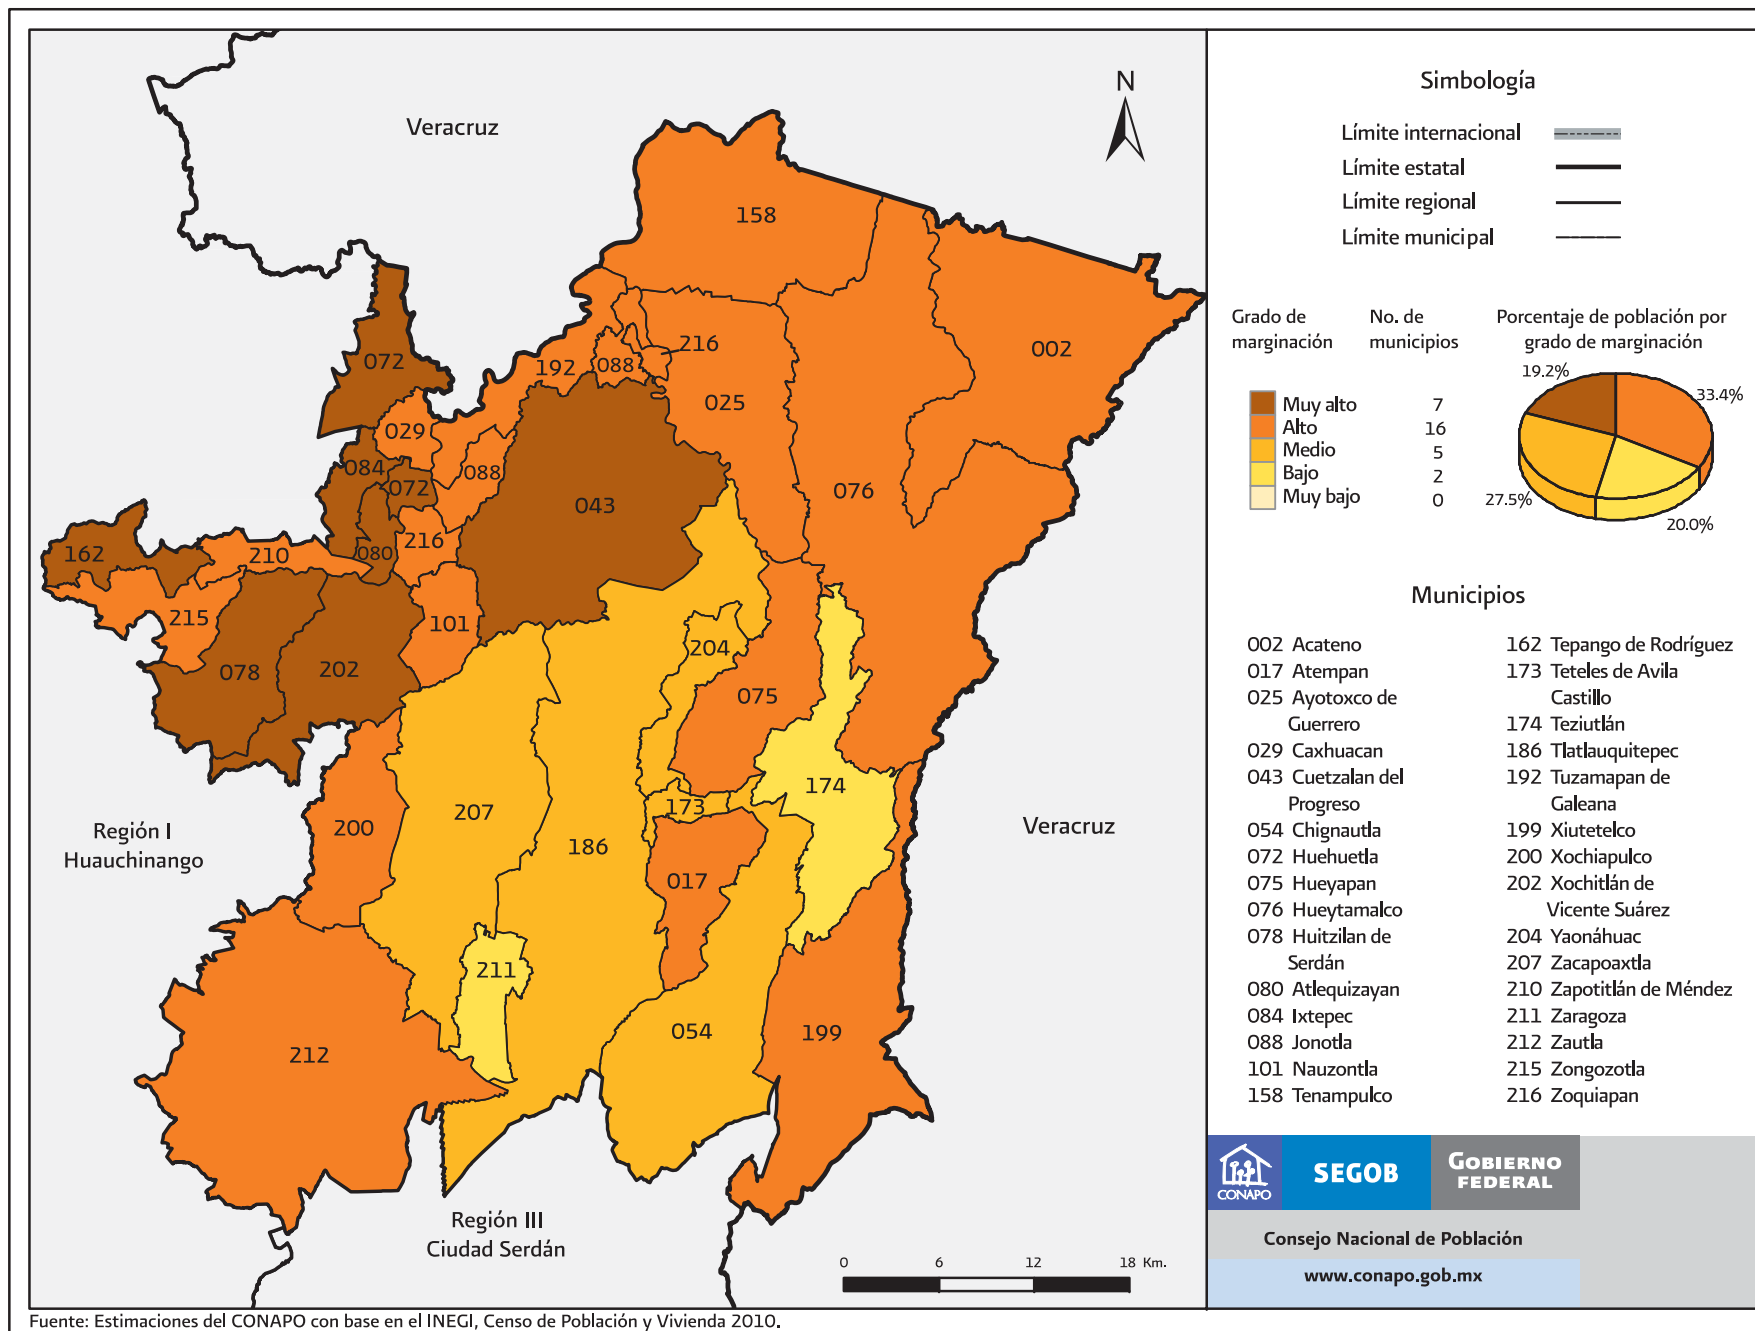 Veracruz
N
158
002
072
192
088
216
025
029
084
072
088
043
076
162
210
080
216
215
101
078
202
204
075
174
207
173
200
186
017
211
054
199
212
Región I
Huauchinango
Veracruz
Región III
Ciudad Serdán
0 6 12 18 Km.
Simbología
Límite internacional
Límite estatal
Límite regional
Límite municipal
Grado de
marginación
No. de
municipios
Porcentaje de población por
grado de marginación
Muy alto 7
Alto 16
Medio 5
Bajo 2
Muy bajo 0
19.2%
33.4%
27.5%
20.0%
Municipios
002 Acateno
017 Atempan
025 Ayotoxco de
Guerrero
029 Caxhuacan
043 Cuetzalan del
Progreso
054 Chignautla
072 Huehuetla
075 Hueyapan
076 Hueytamalco
078 Huitzilan de
Serdán
080 Atlequizayan
084 Ixtepec
088 Jonotla
101 Nauzontla
158 Tenampulco
162 Tepango de Rodríguez
173 Teteles de Avila
Castillo
174 Teziutlán
186 Tlatlauquitepec
192 Tuzamapan de
Galeana
199 Xiutetelco
200 Xochiapulco
202 Xochitlán de
Vicente Suárez
204 Yaonáhuac
207 Zacapoaxtla
210 Zapotitlán de Méndez
211 Zaragoza
212 Zautla
215 Zongozotla
216 Zoquiapan
CONAPO
SEGOB
GOBIERNO
FEDERAL
Consejo Nacional de Población
www.conapo.gob.mx
Fuente: Estimaciones del CONAPO con base en el INEGI, Censo de Población y Vivienda 2010.